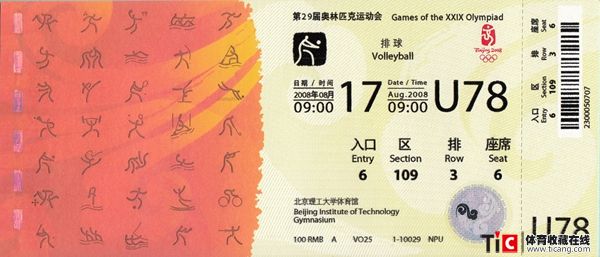 第29届奥林匹克运动会 Games of the XXIX Olympiad
排球
Volleyball
Beijing 2008
日期 / 时间
2008年08月
09:00
17
Date / Time
Aug.2008
09:00
U78
入口 区 排 座席
Entry Section Row Seat
6 109 3 6
北京理工大学体育馆
Beijing Institute of Technology
Gymnasium
100 RMB A VO25 1-10029 NPU
座席 Seat 6
排 Row 3
区 Section 109
入口 Entry 6
2300050707
U78
TiC 体育收藏在线
www.ticang.com